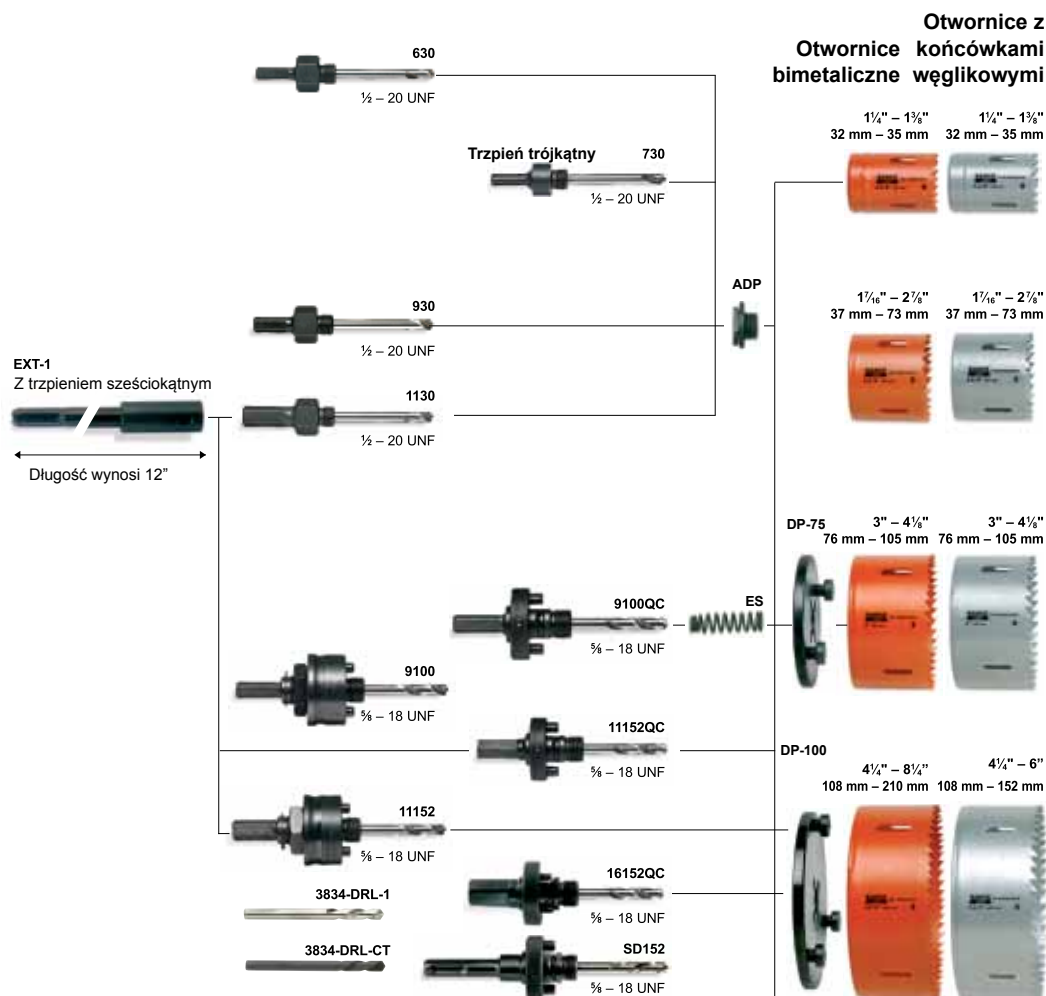 Otwornice z
Otwornice końcówkami
bimetaliczne węglikowymi
630
½ – 20 UNF
1¼" – 1⅜" 1¼" – 1⅜"
32 mm – 35 mm 32 mm – 35 mm
Trzpień trójkątny 730
½ – 20 UNF
ADP
1⁷⁄₁₆" – 2⅞" 1⁷⁄₁₆" – 2⅞"
37 mm – 73 mm 37 mm – 73 mm
930
½ – 20 UNF
EXT-1
Z trzpieniem sześciokątnym
1130
½ – 20 UNF
Długość wynosi 12”
DP-75 3" – 4⅛" 3" – 4⅛"
76 mm – 105 mm 76 mm – 105 mm
9100QC ES
⅝ – 18 UNF
9100
⅝ – 18 UNF
11152QC
⅝ – 18 UNF
DP-100
4¼" – 8¼” 4¼" – 6”
108 mm – 210 mm 108 mm – 152 mm
11152
⅝ – 18 UNF
16152QC
⅝ – 18 UNF
3834-DRL-1
3834-DRL-CT
SD152
⅝ – 18 UNF